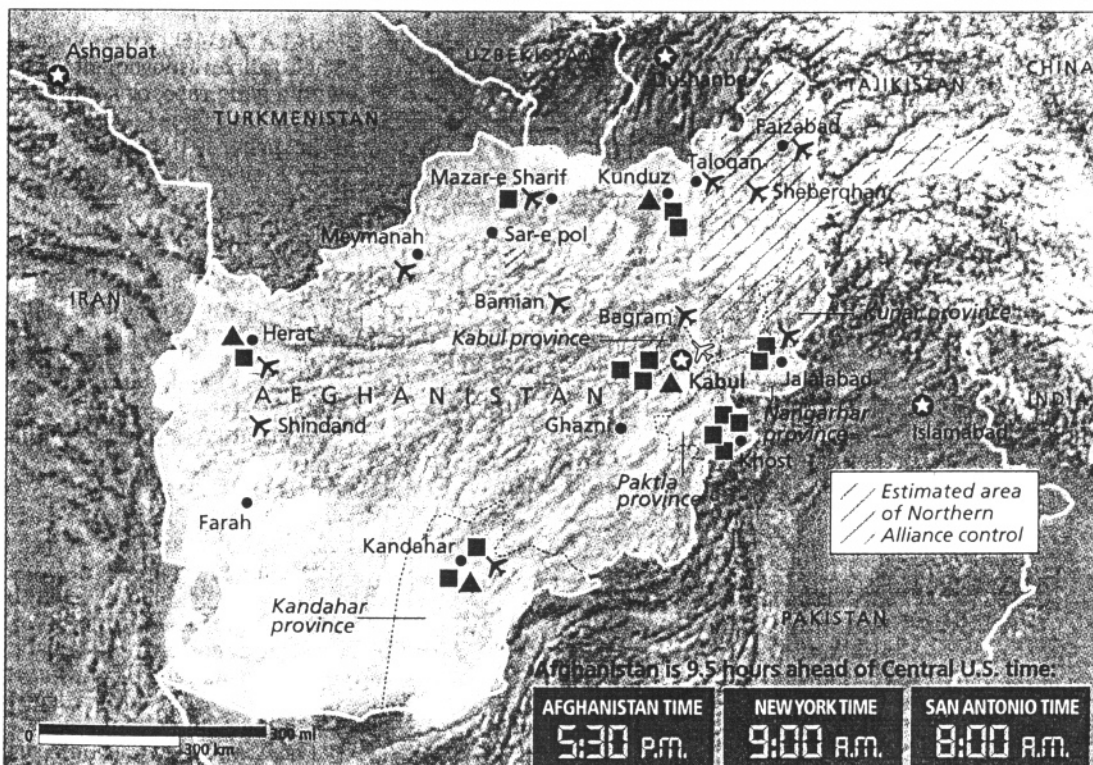 Ashgabat
UZBEKISTAN
Dushanbe
CHINA
TAJIKISTAN
TURKMENISTAN
Faizabad
Taloqan
Mazar-e Sharif
Kunduz
Sheberghan
Meymanah
Sar-e pol
IRAN
Bamian
Bagram
Kunar province
Kabul province
Herat
AFGHANISTAN
Kabul
Jalalabad
INDIA
Shindand
Ghazni
Nangarhar
province
Islamabad
Khost
Paktia
province
Estimated area
of Northern
Alliance control
Farah
Kandahar
Kandahar
province
PAKISTAN
Afghanistan is 9.5 hours ahead of Central U.S. time:
AFGHANISTAN TIME
5:30 P.M.
NEW YORK TIME
9:00 A.M.
SAN ANTONIO TIME
8:00 A.M.
0
300 mi
300 km